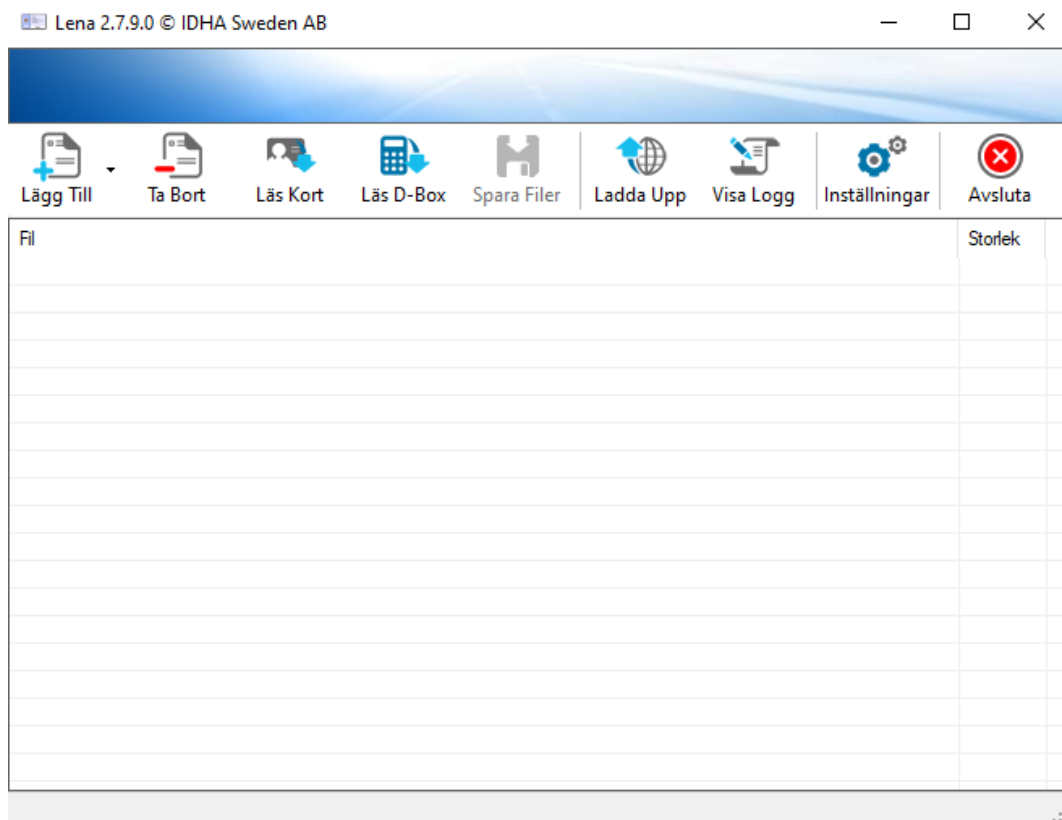 Lena 2.7.9.0 © IDHA Sweden AB
Lägg Till Ta Bort Läs Kort Läs D-Box Spara Filer Ladda Upp Visa Logg Inställningar Avsluta
Fil Storlek